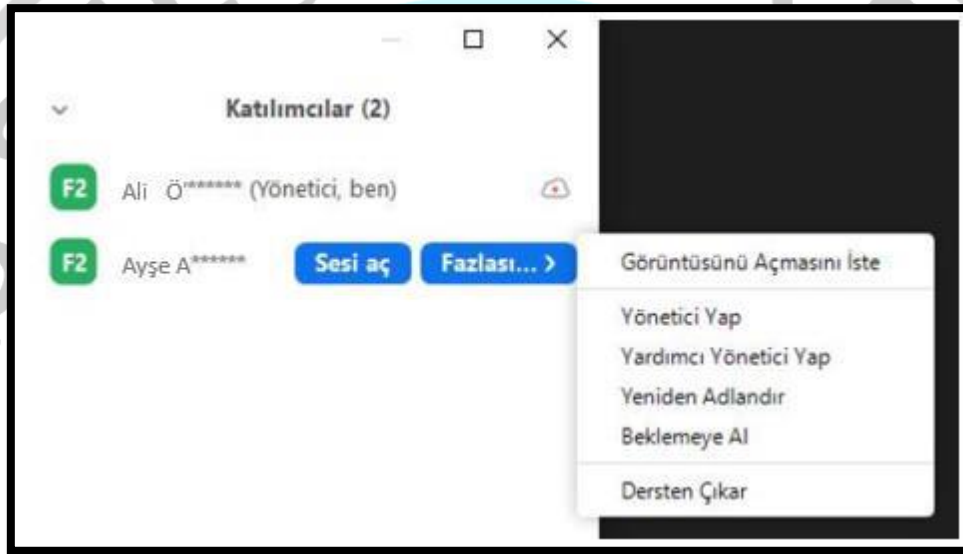 Katılımcılar (2)
F2 Ali Ö******* (Yönetici, ben)
F2 Ayşe A****** Sesi aç Fazlası... >
Görüntüsünü Açmasını İste
Yönetici Yap
Yardımcı Yönetici Yap
Yeniden Adlandır
Beklemeye Al
Dersten Çıkar